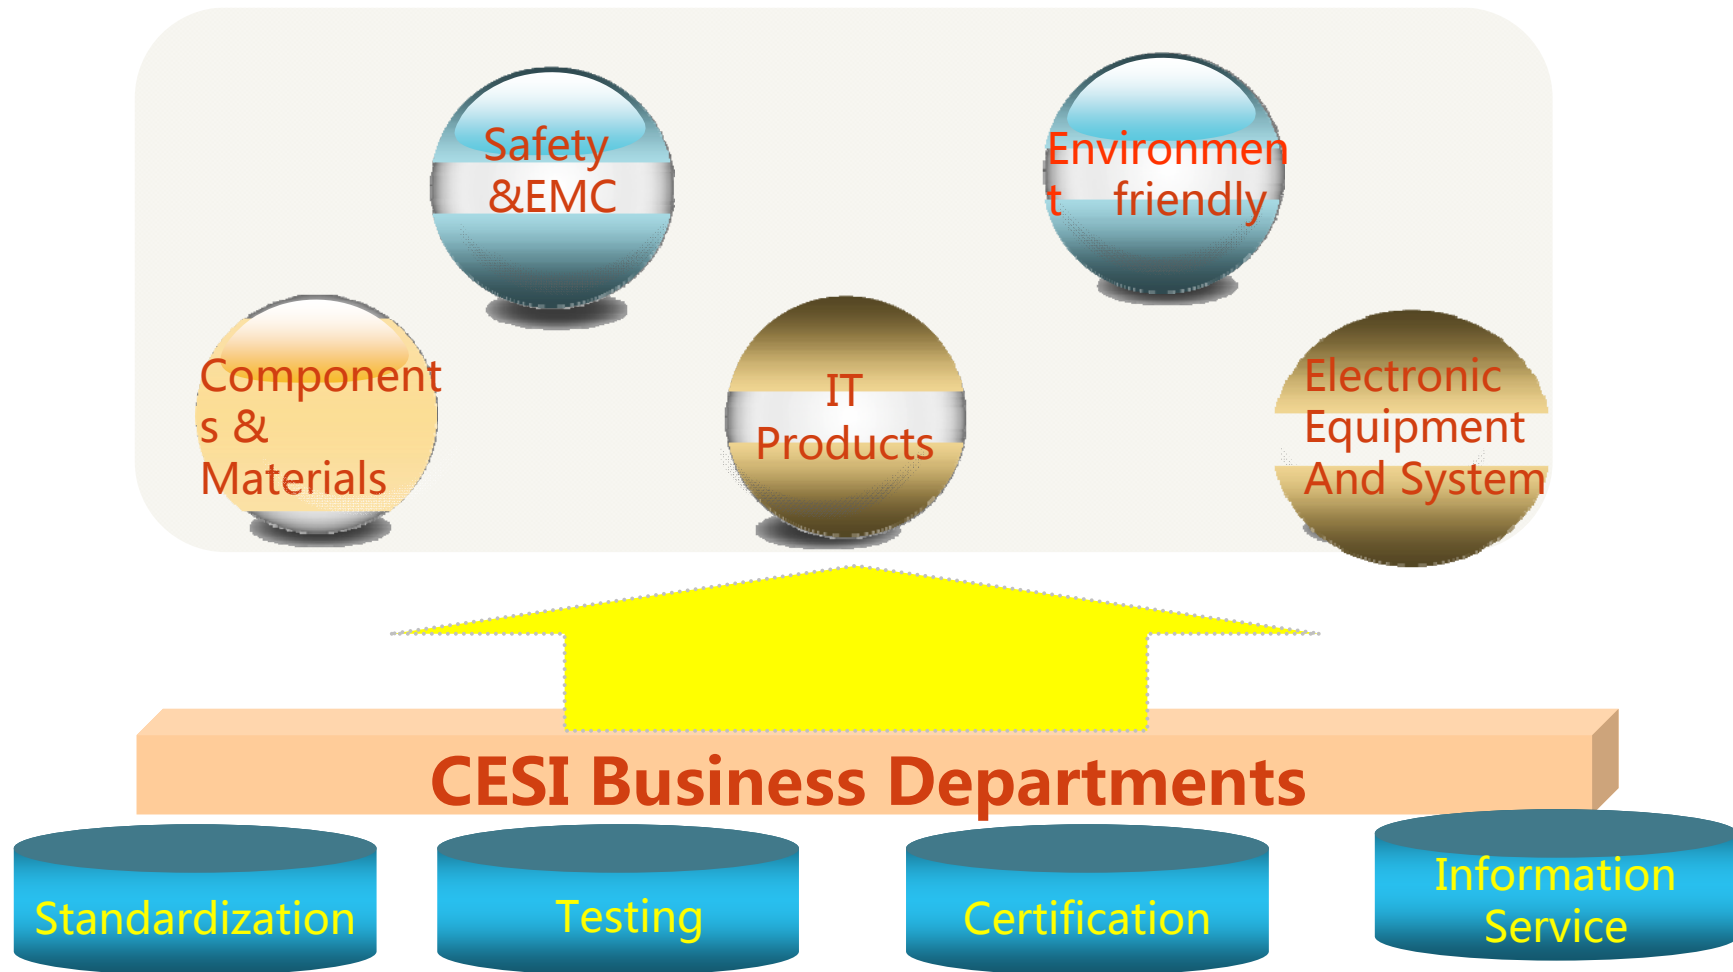 Safety
&EMC
Environmen
t friendly
Component
s &
Materials
IT
Products
Electronic
Equipment
And System
CESI Business Departments
Standardization
Testing
Certification
Information
Service